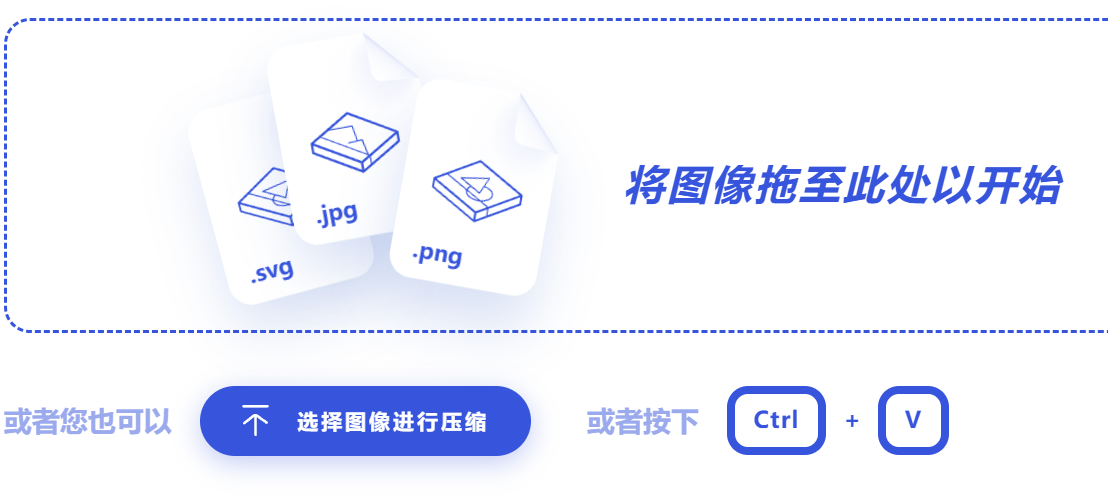 .svg
.jpg
.png
将图像拖至此处以开始
或者您也可以
选择图像进行压缩
或者按下 Ctrl + V